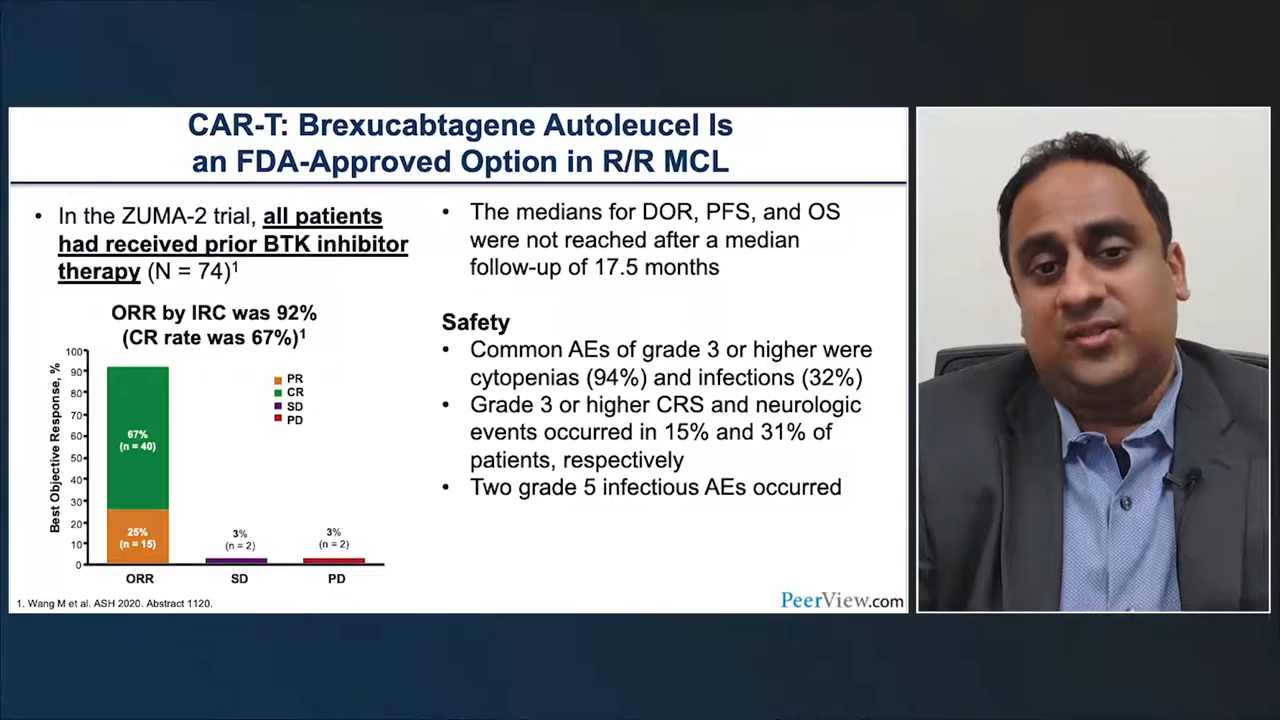 CAR-T: Brexucabtagene Autoleucel Is
an FDA-Approved Option in R/R MCL
• In the ZUMA-2 trial, all patients
had received prior BTK inhibitor
therapy (N = 74)¹
ORR by IRC was 92%
(CR rate was 67%)¹
Best Objective Response, %
100
90
80
70
60
50
40
30
20
10
0
PR
CR
SD
PD
67%
(n = 40)
25%
(n = 15)
3%
(n = 2)
3%
(n = 2)
ORR
SD
PD
• The medians for DOR, PFS, and OS
were not reached after a median
follow-up of 17.5 months
Safety
• Common AEs of grade 3 or higher were
cytopenias (94%) and infections (32%)
• Grade 3 or higher CRS and neurologic
events occurred in 15% and 31% of
patients, respectively
• Two grade 5 infectious AEs occurred
1. Wang M et al. ASH 2020. Abstract 1120.
PeerView.com